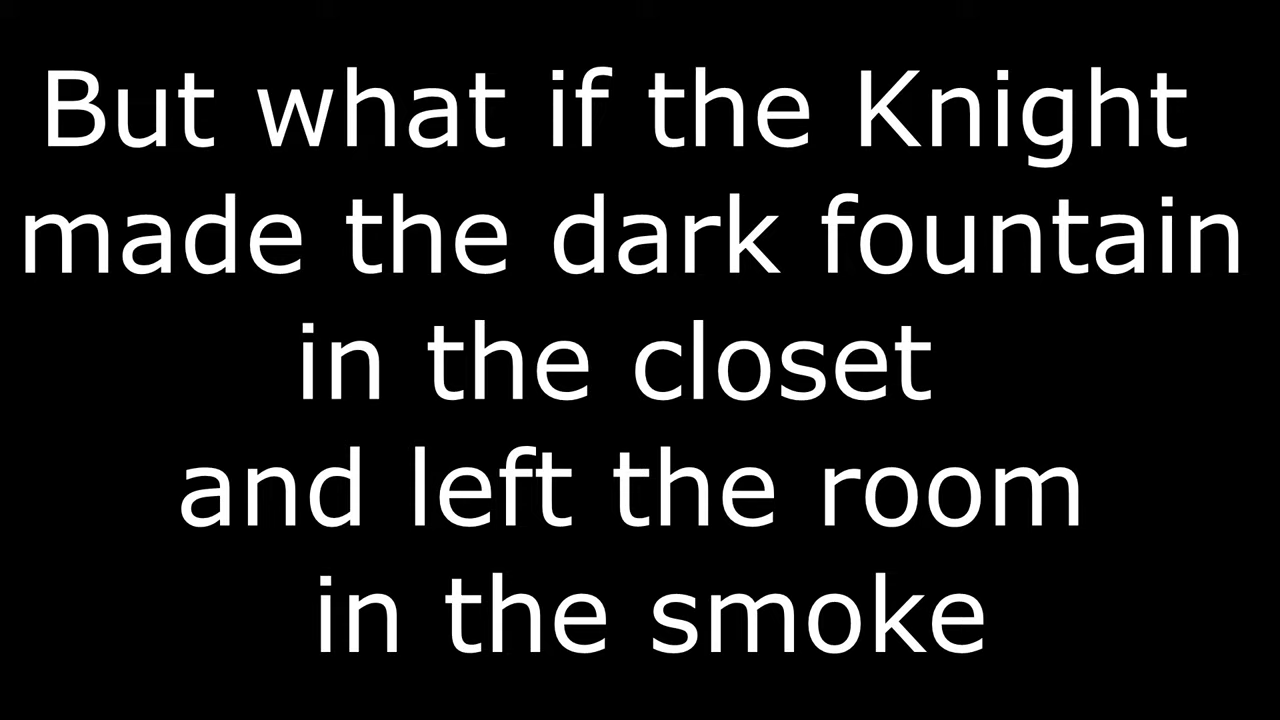 But what if the Knight
made the dark fountain
in the closet
and left the room
in the smoke